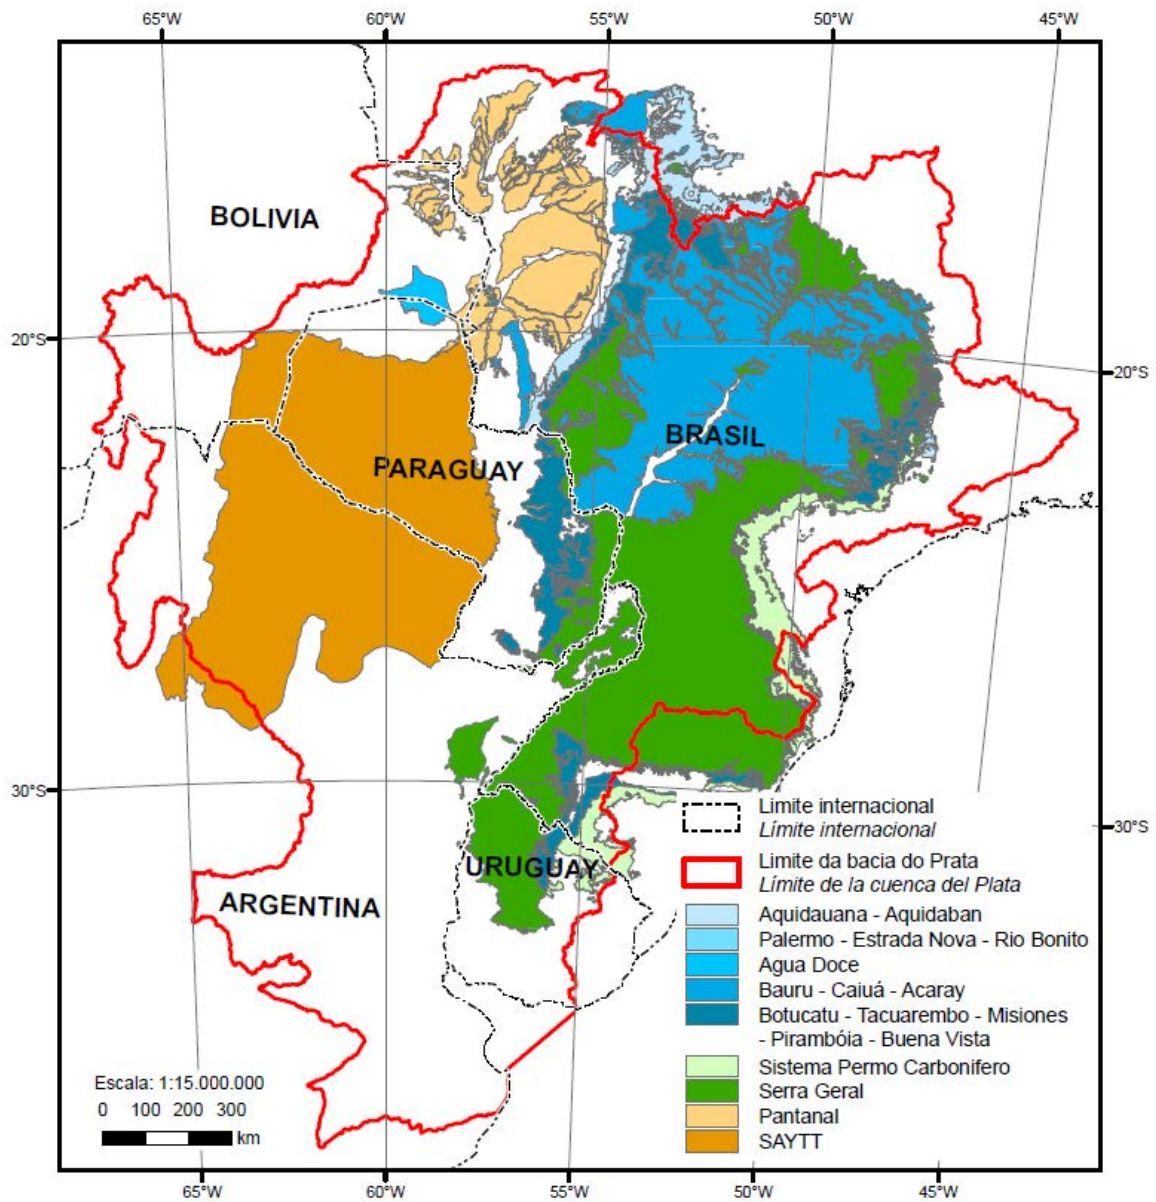 65°W 60°W 55°W 50°W 45°W
BOLIVIA
20°S
20°S
BRASIL
PARAGUAY
30°S
30°S
URUGUAY
ARGENTINA
Limite internacional
Límite internacional
Limite da bacia do Prata
Límite de la cuenca del Plata
Aquidauana - Aquidaban
Palermo - Estrada Nova - Rio Bonito
Agua Doce
Bauru - Caiuá - Acaray
Botucatu - Tacuarembo - Misiones
- Pirambóia - Buena Vista
Sistema Permo Carbonifero
Serra Geral
Pantanal
SAYTT
Escala: 1:15.000.000
0 100 200 300
km
65°W 60°W 55°W 50°W 45°W